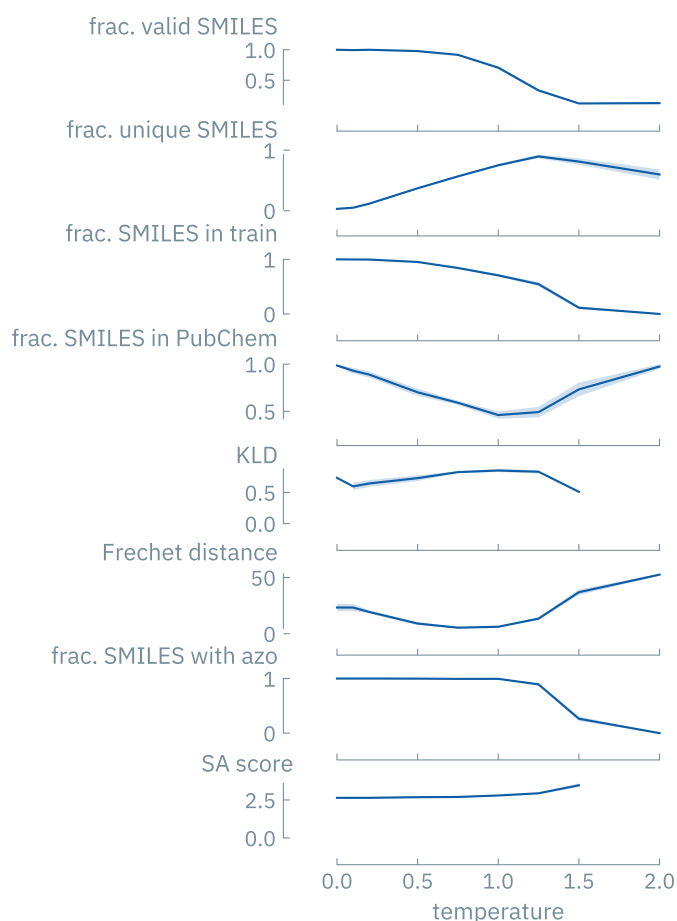 frac. valid SMILES
1.0
0.5
frac. unique SMILES
1
0
frac. SMILES in train
1
0
frac. SMILES in PubChem
1.0
0.5
KLD
0.5
0.0
Frechet distance
50
0
frac. SMILES with azo
1
0
SA score
2.5
0.0
0.0 0.5 1.0 1.5 2.0
temperature